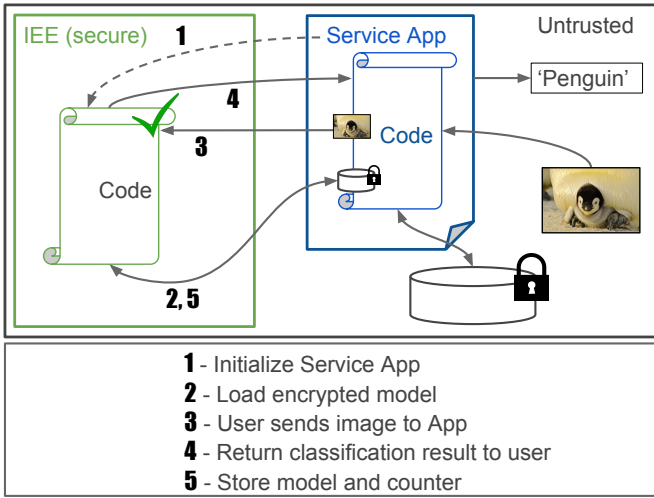 IEE (secure)
1
Service App
Untrusted
4
'Penguin'
3
Code
Code
2, 5
1 - Initialize Service App
2 - Load encrypted model
3 - User sends image to App
4 - Return classification result to user
5 - Store model and counter